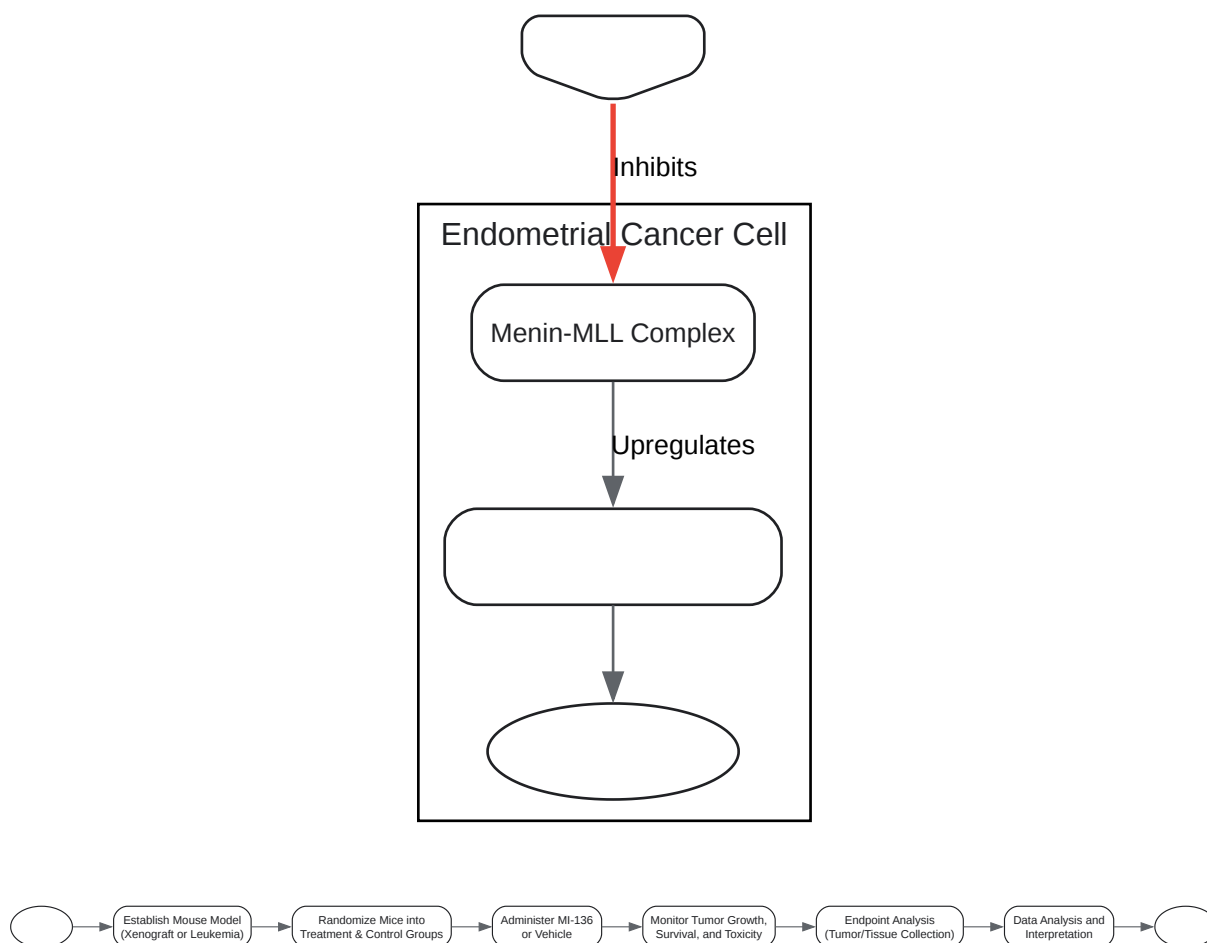 Inhibits
Endometrial Cancer Cell
Menin-MLL Complex
Upregulates
Establish Mouse Model
(Xenograft or Leukemia)
Randomize Mice into
Treatment & Control Groups
Administer MI-136
or Vehicle
Monitor Tumor Growth,
Survival, and Toxicity
Endpoint Analysis
(Tumor/Tissue Collection)
Data Analysis and
Interpretation